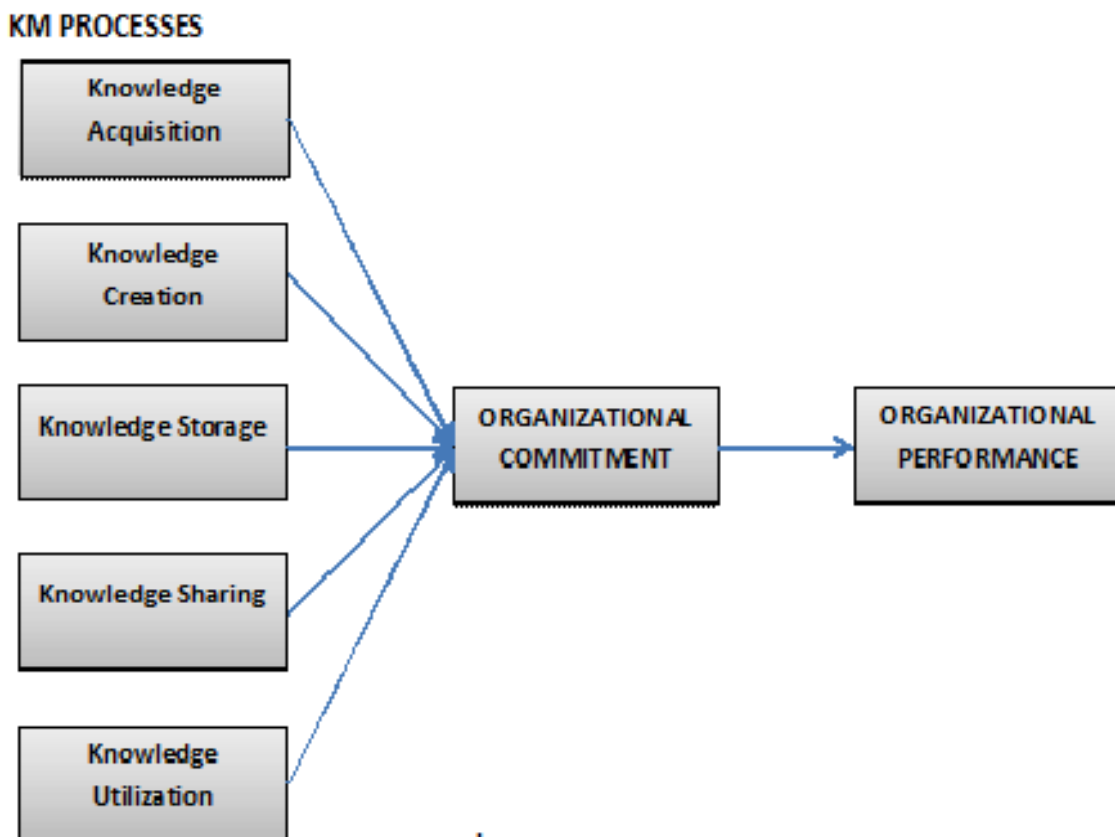 KM PROCESSES
Knowledge
Acquisition
Knowledge
Creation
Knowledge Storage
Knowledge Sharing
Knowledge
Utilization
ORGANIZATIONAL
COMMITMENT
ORGANIZATIONAL
PERFORMANCE